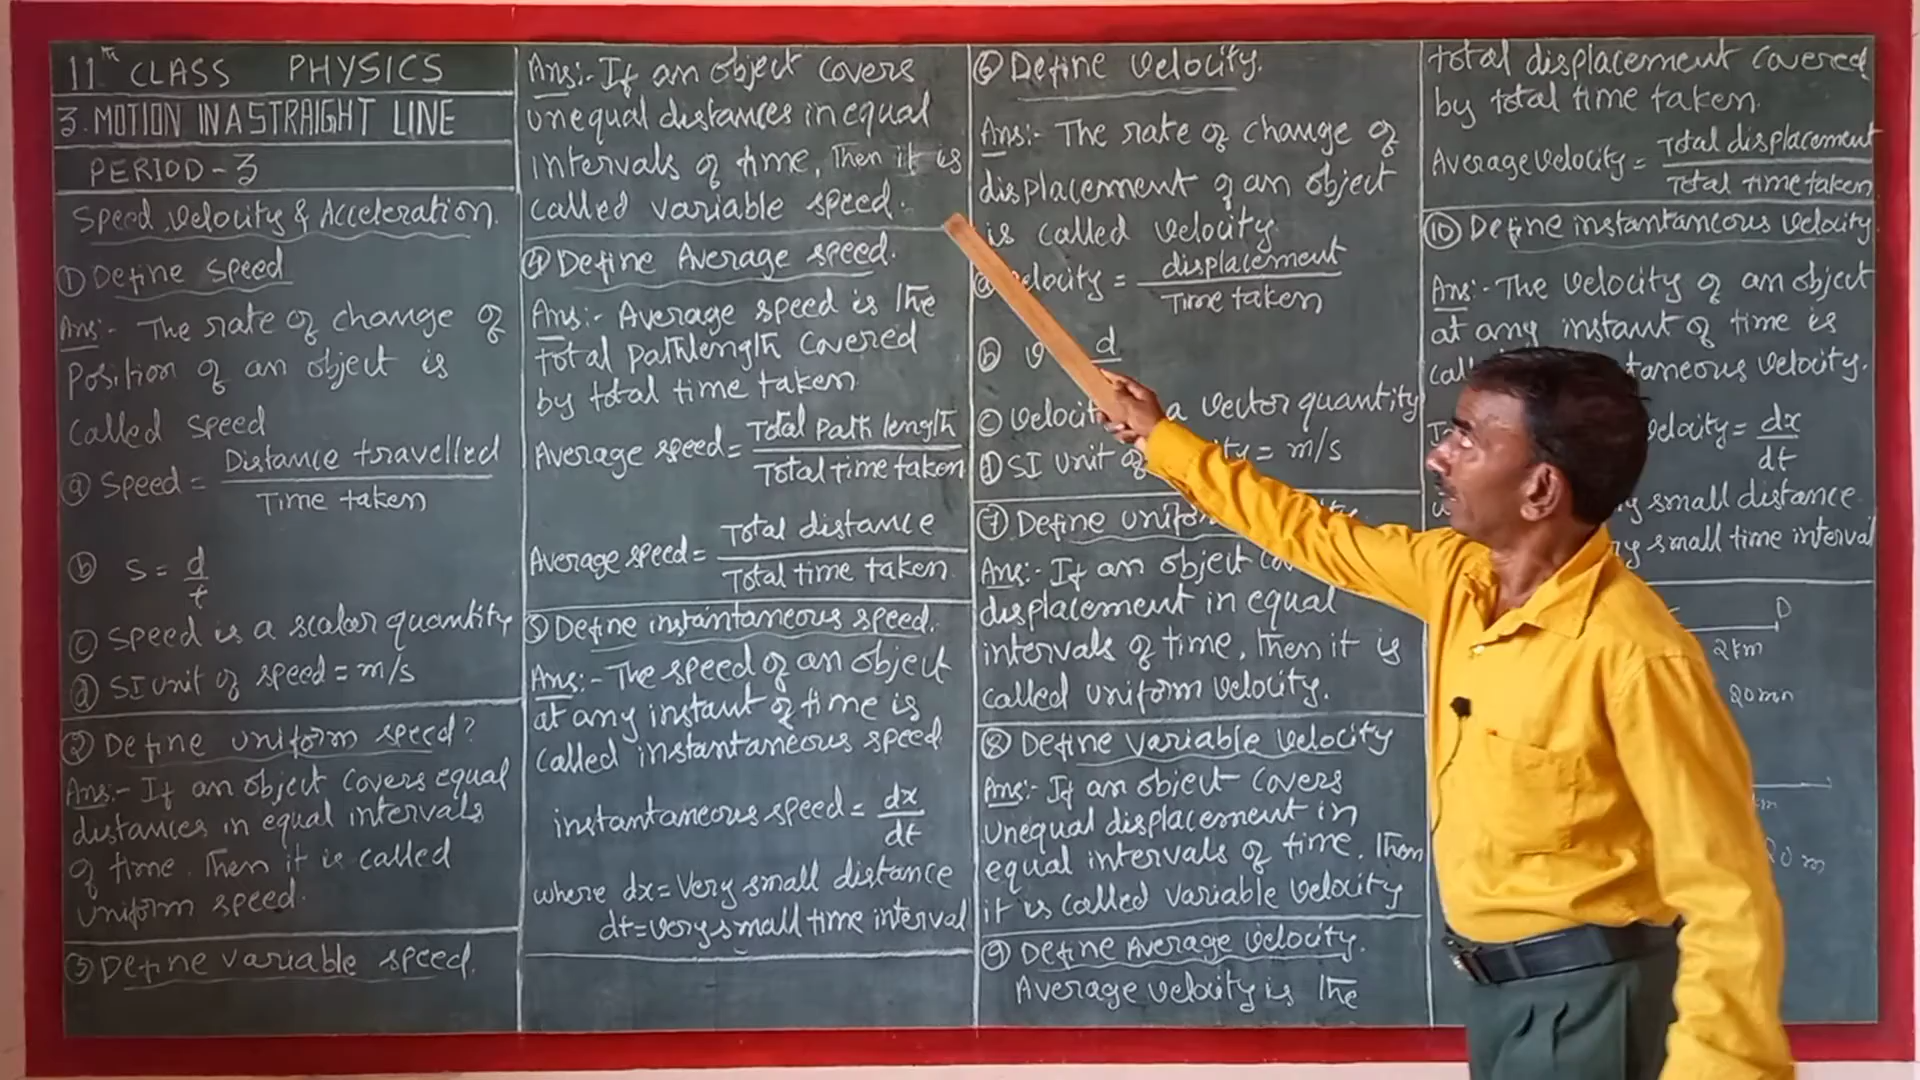 11th CLASS PHYSICS
3. MOTION IN A STRAIGHT LINE
PERIOD-3
Speed, Velocity & Acceleration.
① Define Speed
Ans:- The rate of change of
Position of an object is
Called Speed
ⓐ Speed = Distance travelled / Time taken
ⓑ S = d / t
ⓒ Speed is a scalar quantity
ⓓ SI Unit of Speed = m/s
② Define uniform speed?
Ans:- If an object covers equal
distances in equal intervals
of time. Then it is called
uniform speed.
③ Define variable speed.
Ans:- If an object covers
unequal distances in equal
intervals of time, Then it is
called variable speed.
④ Define Average speed.
Ans:- Average speed is the
total pathlength covered
by total time taken
Average speed = Total Path length / Total time taken
Average speed = Total distance / Total time taken
⑤ Define instantaneous speed.
Ans:- The speed of an object
at any instant of time is
called instantaneous speed
instantaneous speed = dx / dt
where dx = Very small distance
dt = very small time interval
⑥ Define Velocity.
Ans:- The rate of change of
displacement of an object
is called velocity
velocity = displacement / Time taken
ⓑ v d
ⓒ a vector quantity
ⓓ SI Unit of = m/s
⑦ Define
Ans:- If an object
displacement in equal
intervals of time, Then it is
called uniform velocity.
⑧ Define variable velocity
Ans:- If an object covers
unequal displacement in
equal intervals of time. Then
it is called variable velocity
⑨ Define Average velocity.
Average velocity is the
total displacement covered
by total time taken.
Average velocity = Total displacement / Total time taken
⑩ Define instantaneous velocity
Ans:- The velocity of an object
at any instant of time is
velocity.
= dx / dt
small distance
small time interval
D
2km
20min
20 m